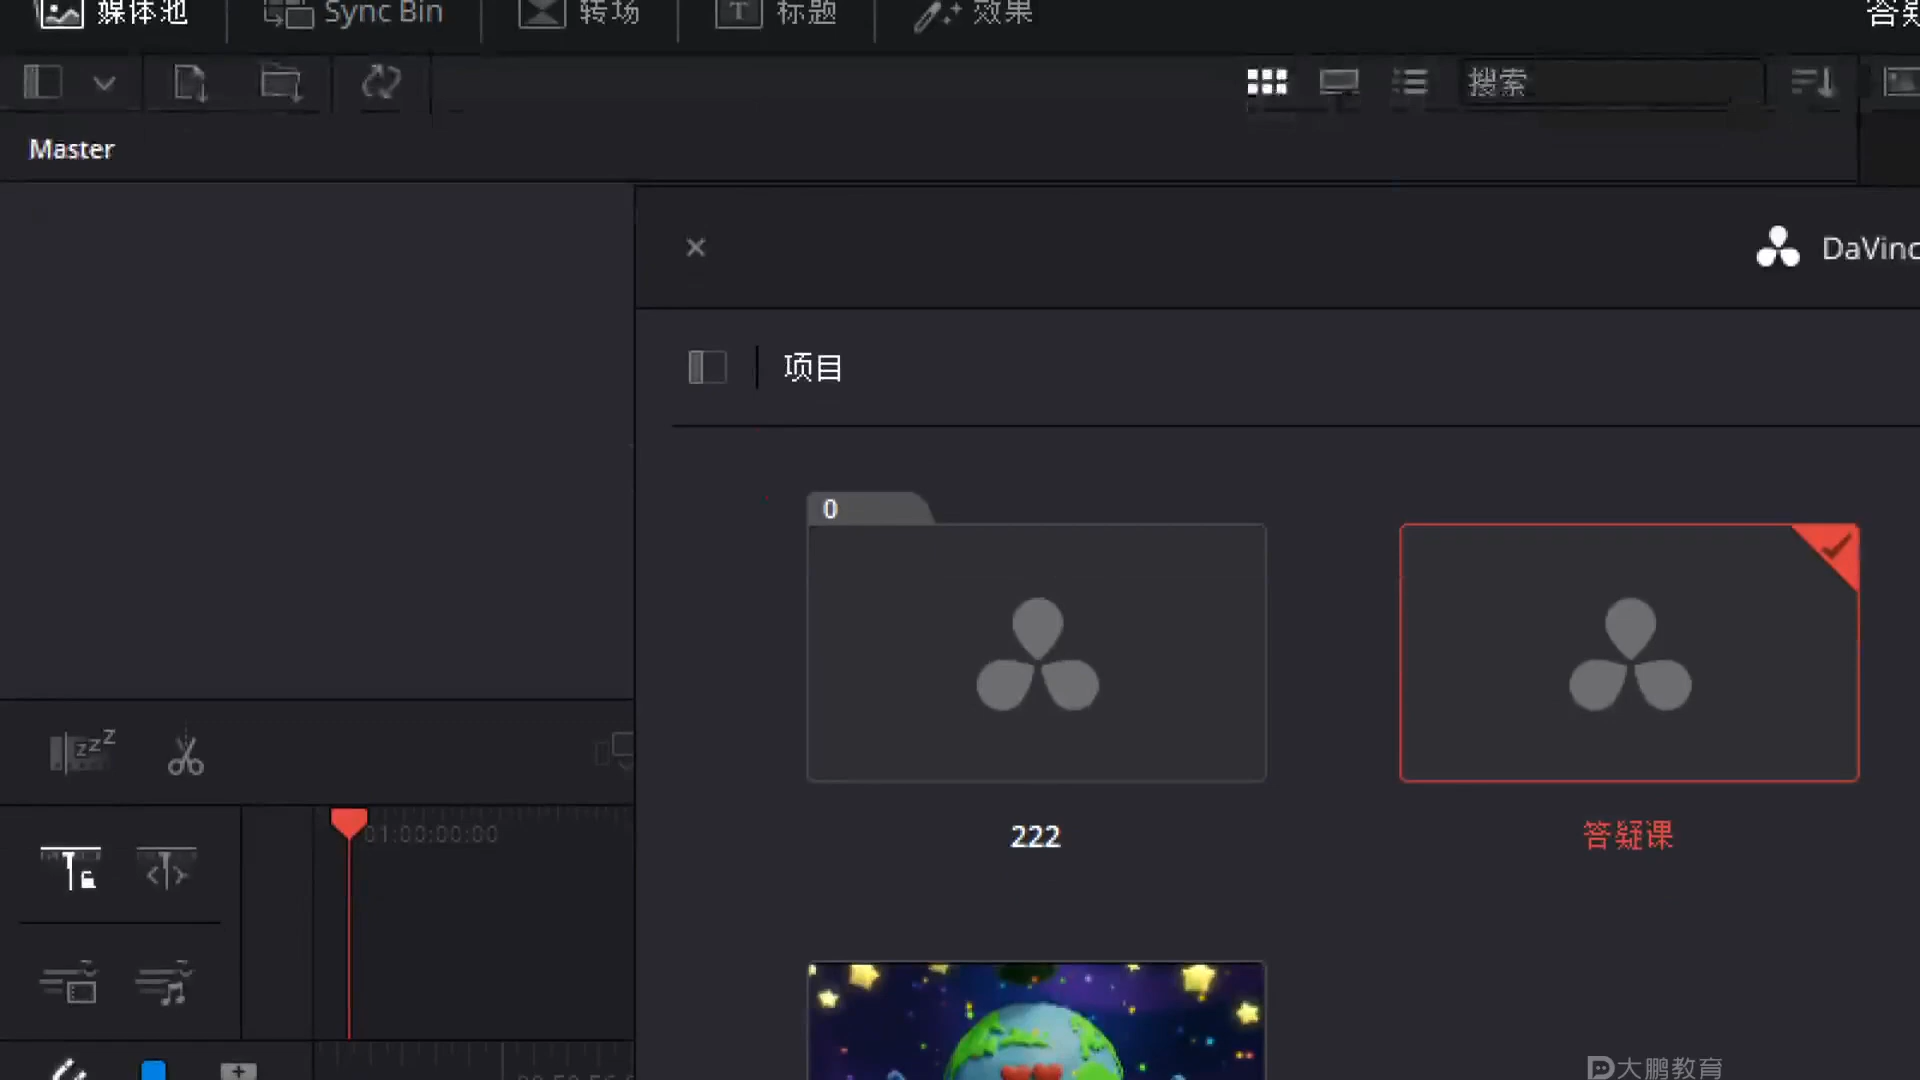 媒体池 Sync Bin 转场 标题 效果
搜索
Master
DaVinc
项目
0
222
答疑课
01:00:00:00
大鹏教育